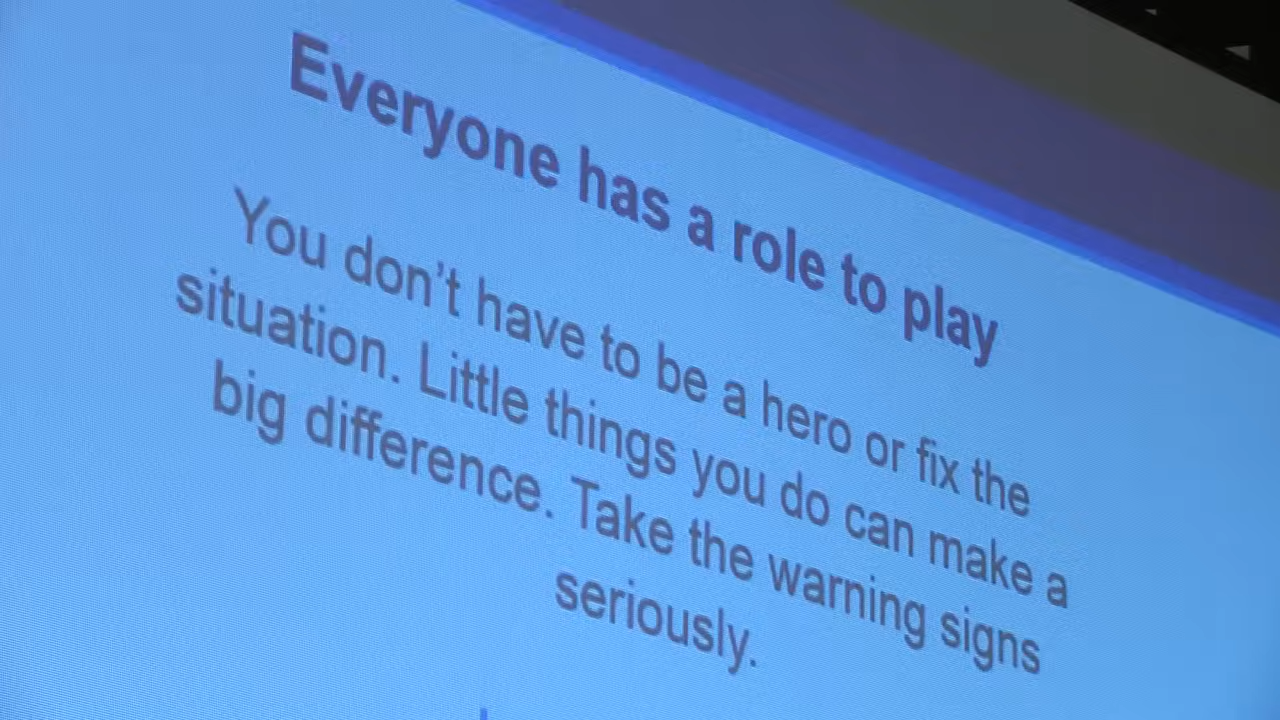 Everyone has a role to play
You don’t have to be a hero or fix the
situation. Little things you do can make a
big difference. Take the warning signs
seriously.